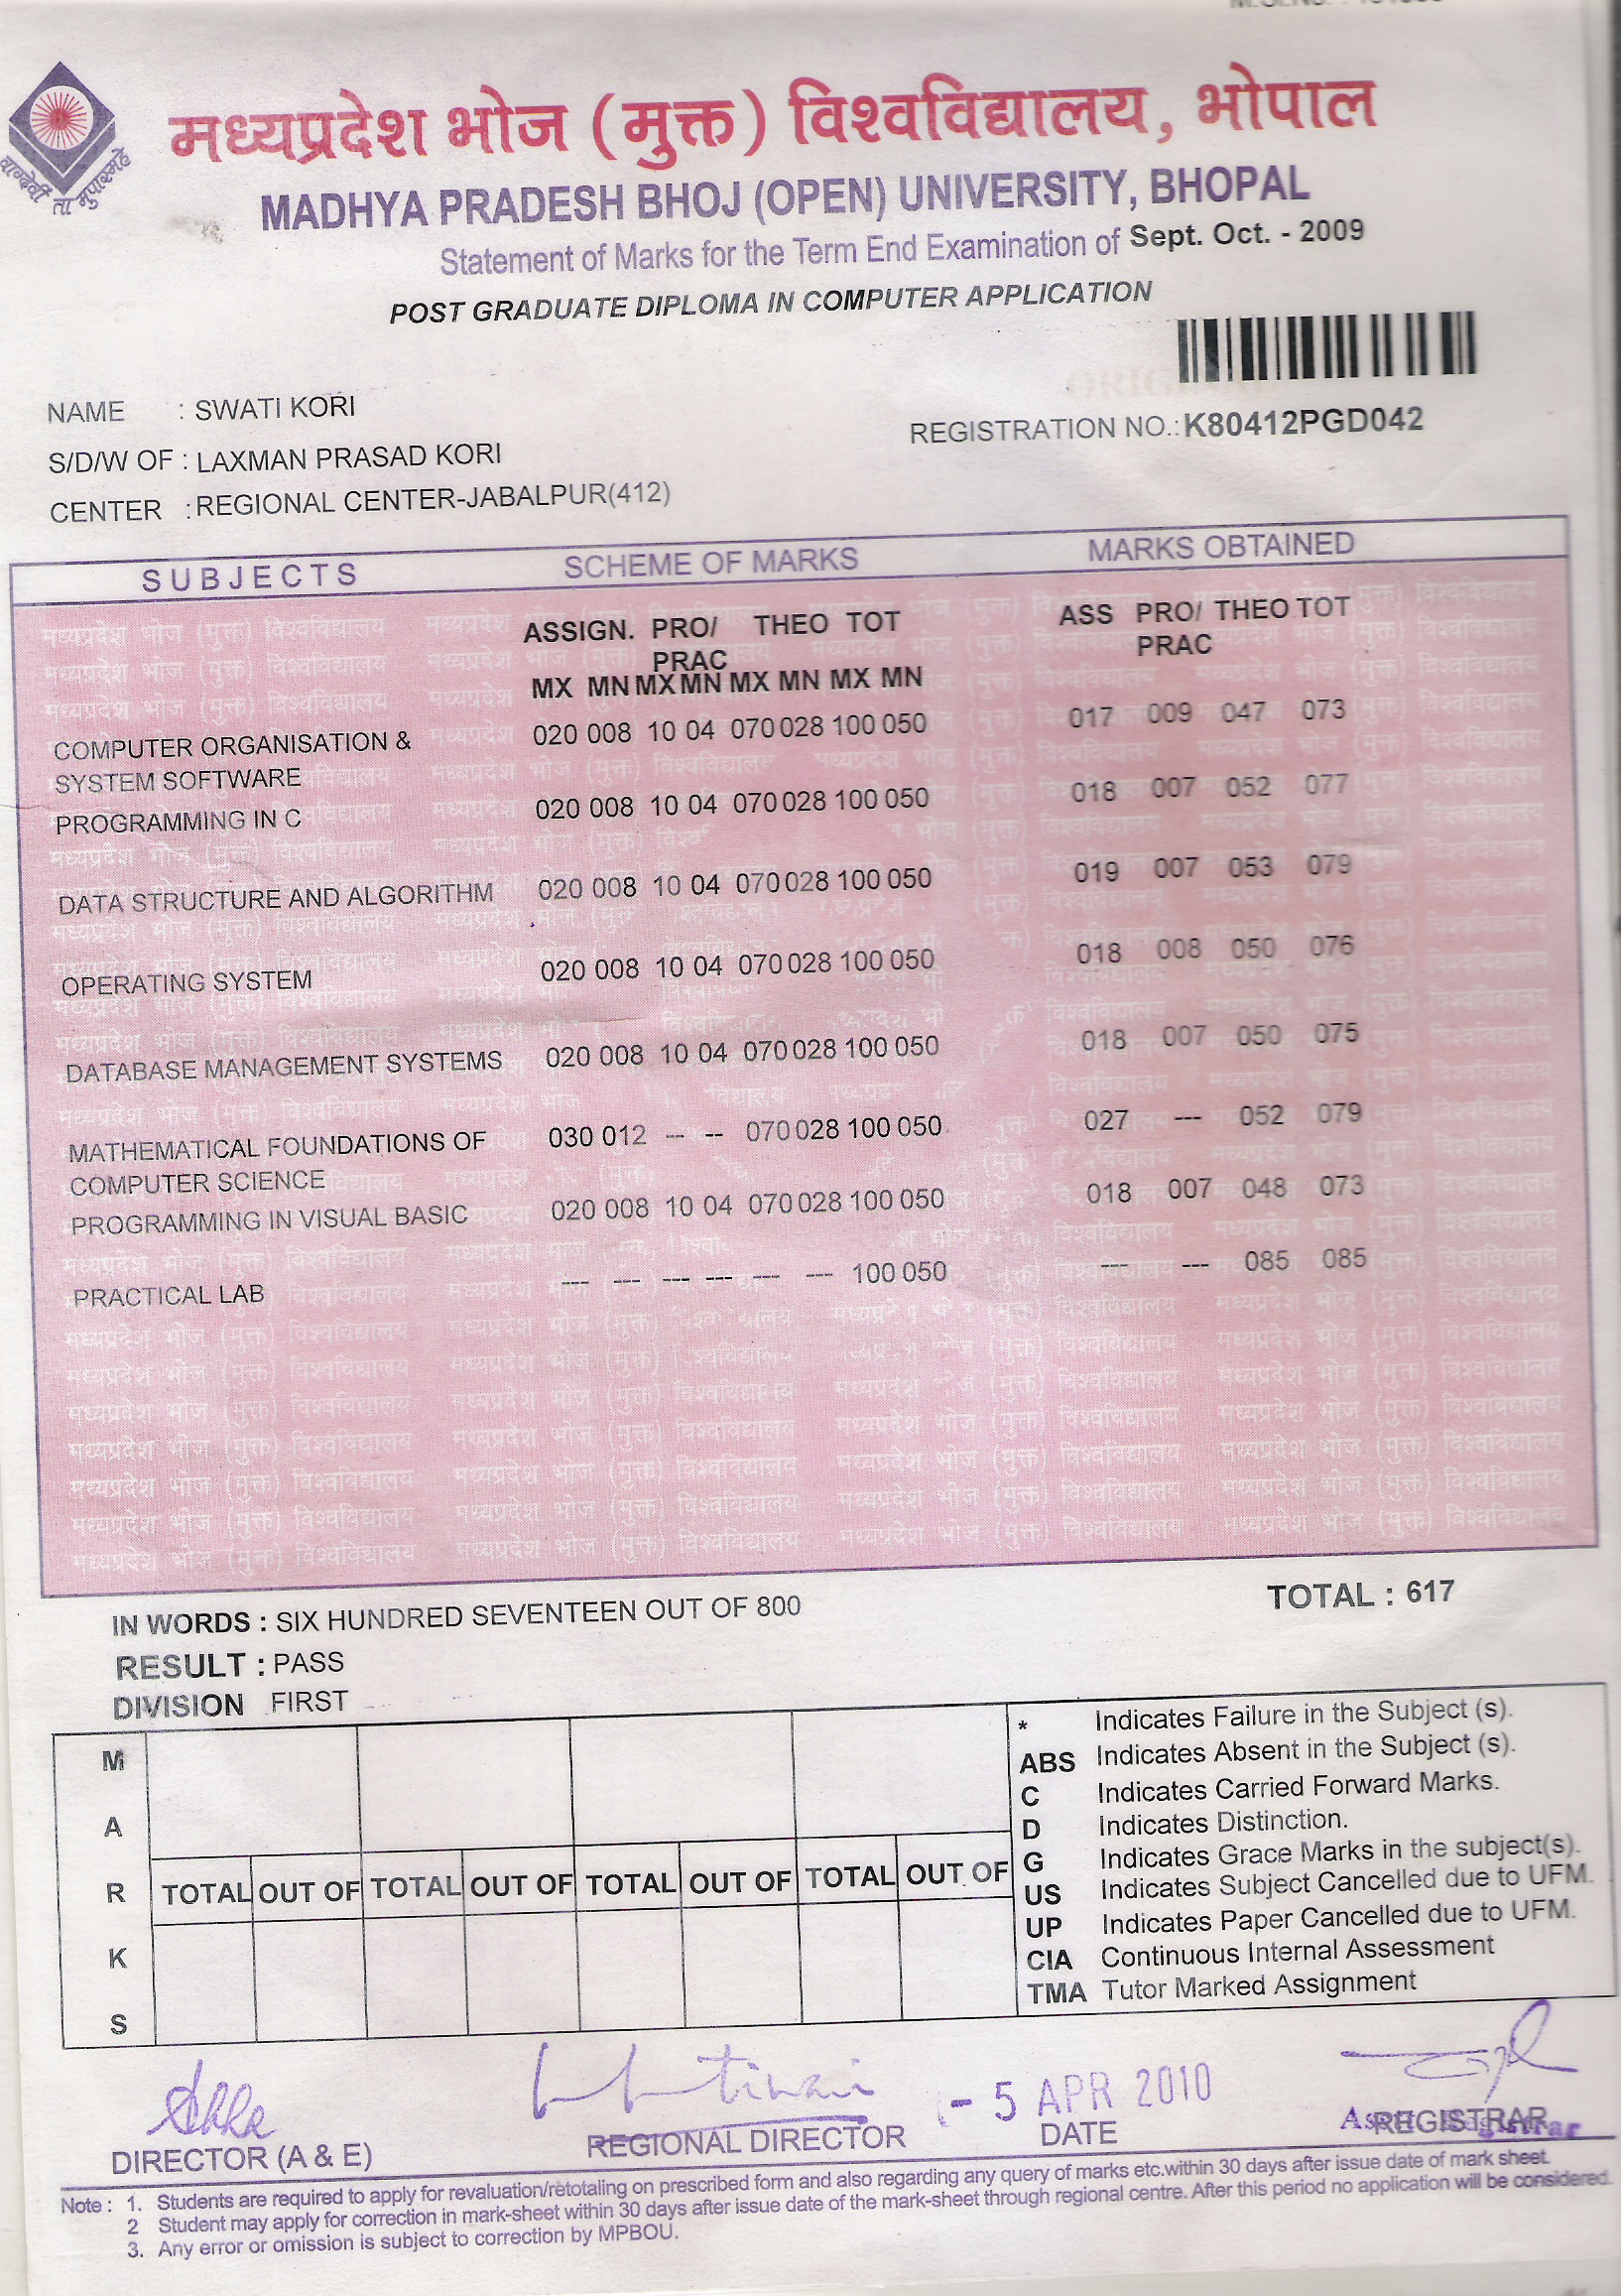 मध्यप्रदेश भोज (मुक्त) विश्वविद्यालय, भोपाल
वाग्देवीं तां मुपास्महे
MADHYA PRADESH BHOJ (OPEN) UNIVERSITY, BHOPAL
Statement of Marks for the Term End Examination of Sept. Oct. - 2009
POST GRADUATE DIPLOMA IN COMPUTER APPLICATION
NAME : SWATI KORI
REGISTRATION NO.: K80412PGD042
S/D/W OF : LAXMAN PRASAD KORI
CENTER : REGIONAL CENTER-JABALPUR(412)
SUBJECTS SCHEME OF MARKS MARKS OBTAINED
ASSIGN. PRO/ THEO TOT ASS PRO/ THEO TOT
PRAC PRAC
MX MN MX MN MX MN MX MN
COMPUTER ORGANISATION & 020 008 10 04 070 028 100 050 017 009 047 073
SYSTEM SOFTWARE
PROGRAMMING IN C 020 008 10 04 070 028 100 050 018 007 052 077
DATA STRUCTURE AND ALGORITHM 020 008 10 04 070 028 100 050 019 007 053 079
OPERATING SYSTEM 020 008 10 04 070 028 100 050 018 008 050 076
DATABASE MANAGEMENT SYSTEMS 020 008 10 04 070 028 100 050 018 007 050 075
MATHEMATICAL FOUNDATIONS OF 030 012 -- -- 070 028 100 050 027 --- 052 079
COMPUTER SCIENCE
PROGRAMMING IN VISUAL BASIC 020 008 10 04 070 028 100 050 018 007 048 073
PRACTICAL LAB --- --- --- --- --- --- 100 050 --- --- 085 085
IN WORDS : SIX HUNDRED SEVENTEEN OUT OF 800 TOTAL : 617
RESULT : PASS
DIVISION FIRST
MARKS
TOTAL OUT OF TOTAL OUT OF TOTAL OUT OF TOTAL OUT OF
* Indicates Failure in the Subject (s).
ABS Indicates Absent in the Subject (s).
C Indicates Carried Forward Marks.
D Indicates Distinction.
G Indicates Grace Marks in the subject(s).
US Indicates Subject Cancelled due to UFM.
UP Indicates Paper Cancelled due to UFM.
CIA Continuous Internal Assessment
TMA Tutor Marked Assignment
- 5 APR 2010
DIRECTOR (A & E) REGIONAL DIRECTOR DATE REGISTRAR
Note : 1. Students are required to apply for revaluation/retotaling on prescribed form and also regarding any query of marks etc.within 30 days after issue date of mark sheet.
2 Student may apply for correction in mark-sheet within 30 days after issue date of the mark-sheet through regional centre. After this period no application will be considered.
3. Any error or omission is subject to correction by MPBOU.